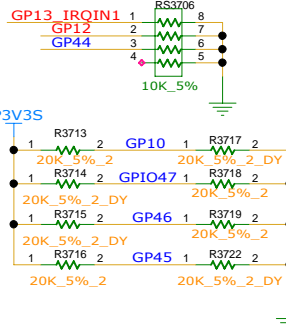 RS3706
GP13_IRQIN1 1 8
GP12 2 7
GP44 3 6
4 5
10K_5%
P3V3S
1 R3713 2 GP10 1 R3717 2
20K_5%_2 20K_5%_2_DY
1 R3714 2 GPIO47 1 R3718 2
20K_5%_2_DY 20K_5%_2
1 R3715 2 GP46 1 R3719 2
20K_5%_2_DY 20K_5%_2
1 R3716 2 GP45 1 R3722 2
20K_5%_2 20K_5%_2_DY